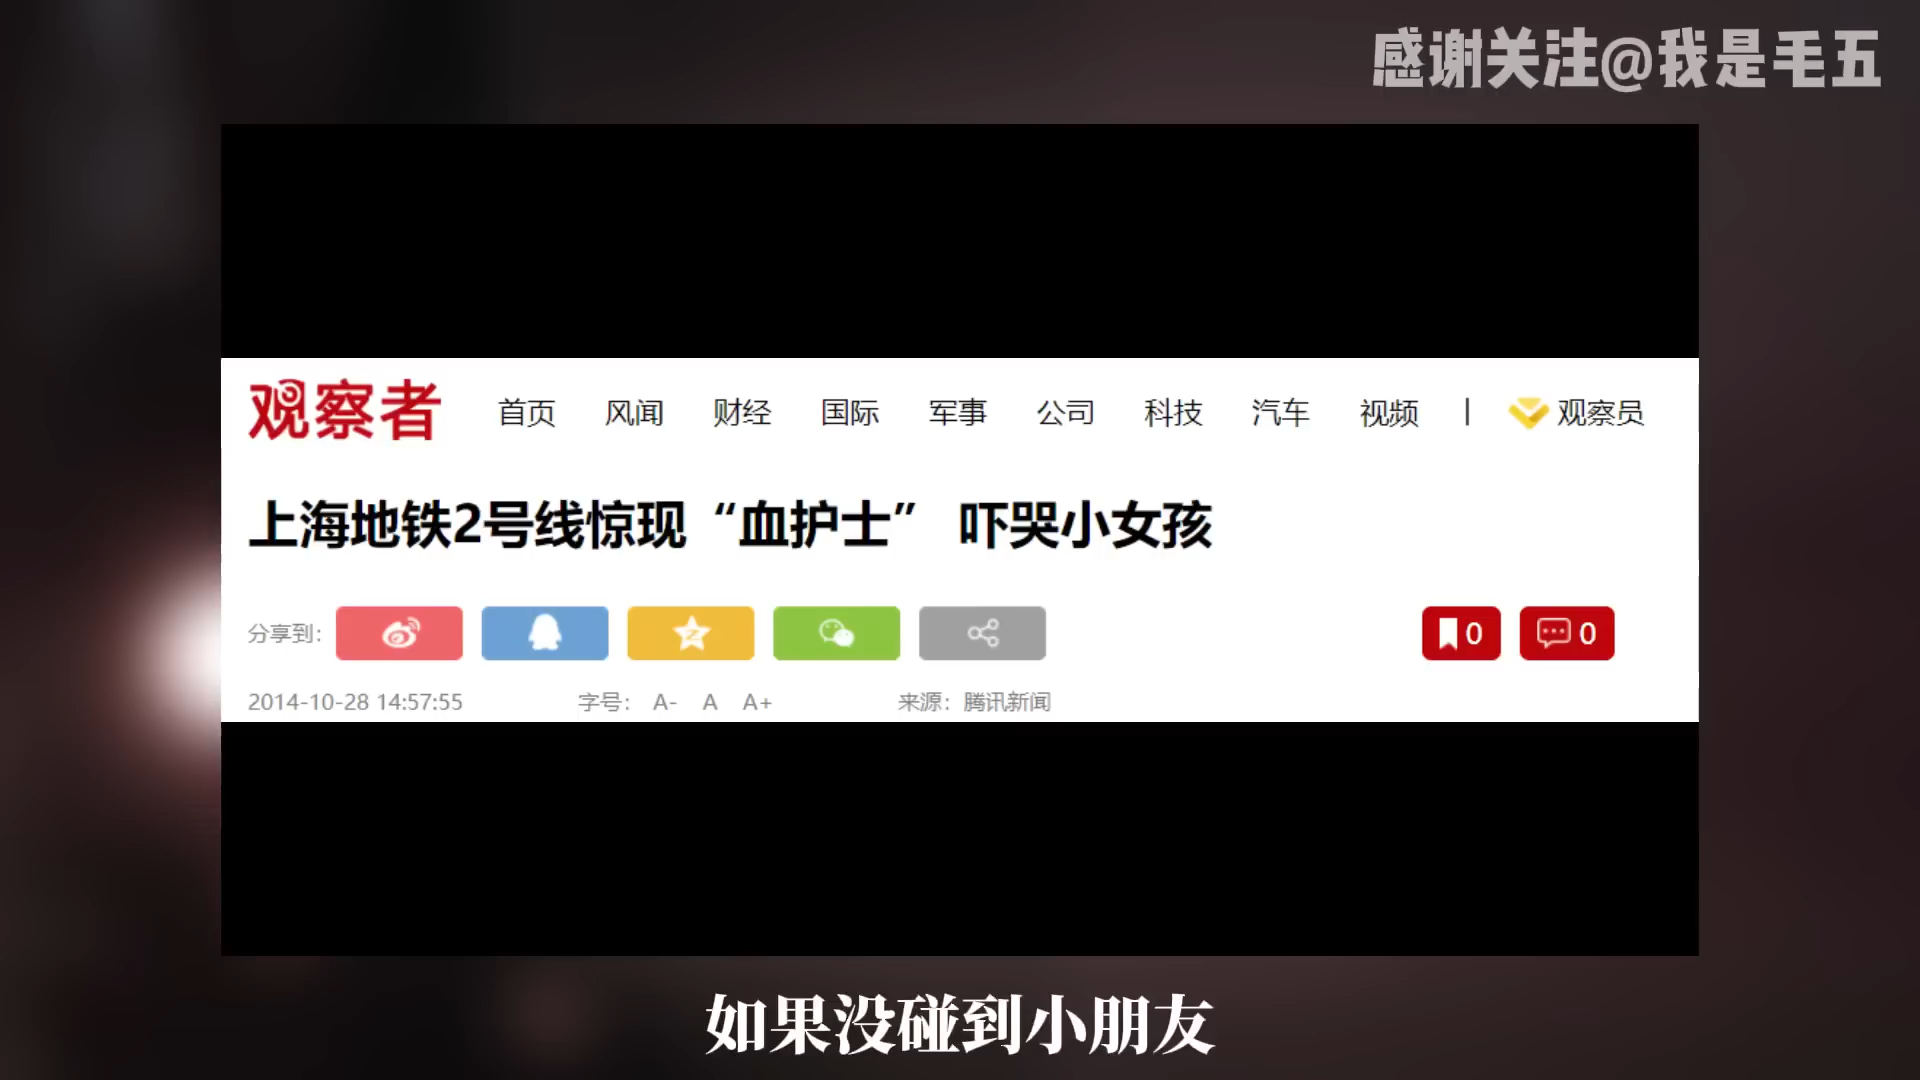 感谢关注@我是毛五
观察者 首页 风闻 财经 国际 军事 公司 科技 汽车 视频 | 观察员
上海地铁2号线惊现“血护士” 吓哭小女孩
分享到： 0 0
2014-10-28 14:57:55 字号： A- A A+ 来源：腾讯新闻
如果没碰到小朋友